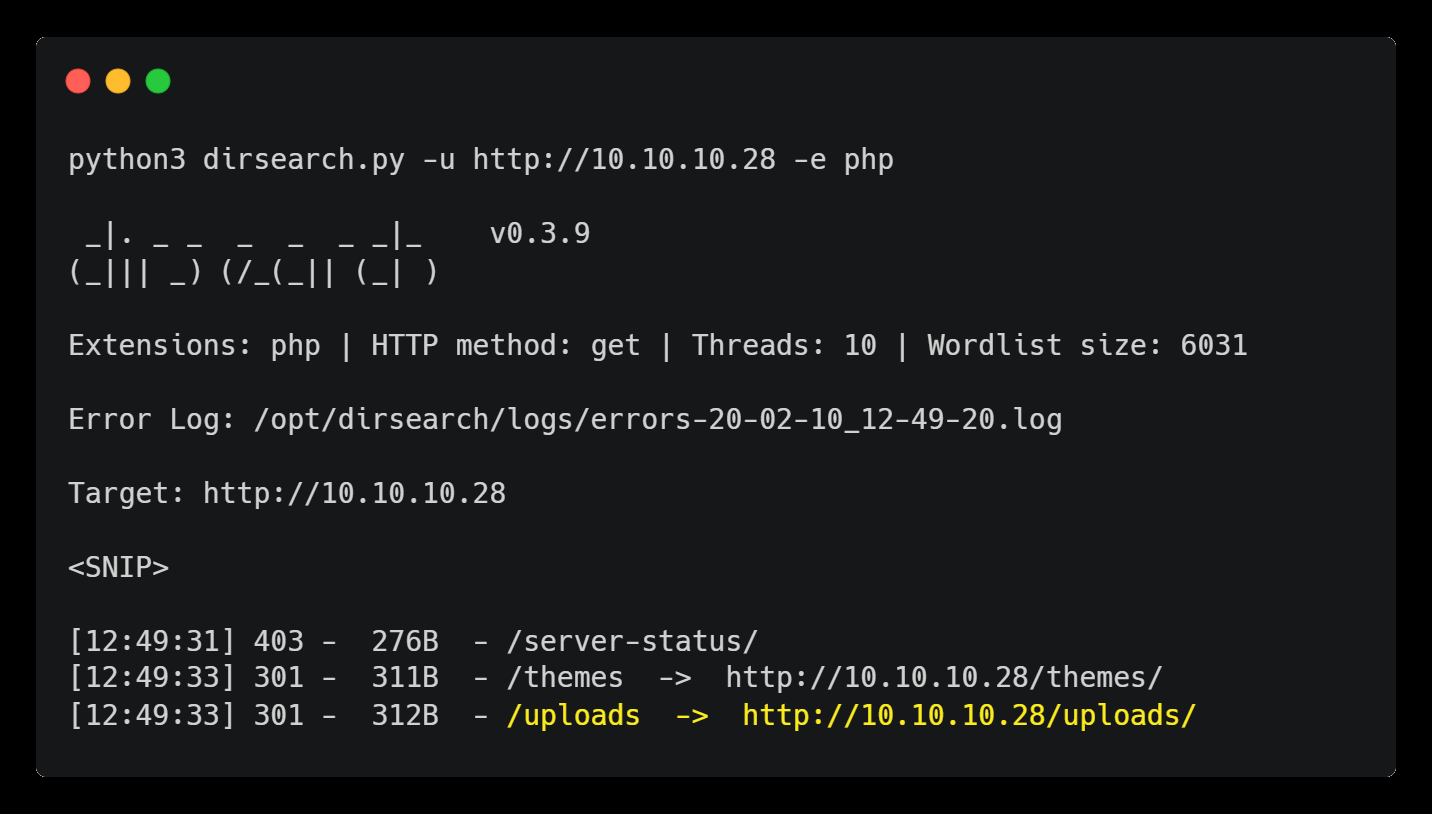 python3 dirsearch.py -u http://10.10.10.28 -e php
 _|. _ _  _  _  _ _|_    v0.3.9
(_||| _) (/_(_|| (_| )
Extensions: php | HTTP method: get | Threads: 10 | Wordlist size: 6031
Error Log: /opt/dirsearch/logs/errors-20-02-10_12-49-20.log
Target: http://10.10.10.28
<SNIP>
[12:49:31] 403 -  276B  - /server-status/
[12:49:33] 301 -  311B  - /themes  ->  http://10.10.10.28/themes/
[12:49:33] 301 -  312B  - /uploads  ->  http://10.10.10.28/uploads/